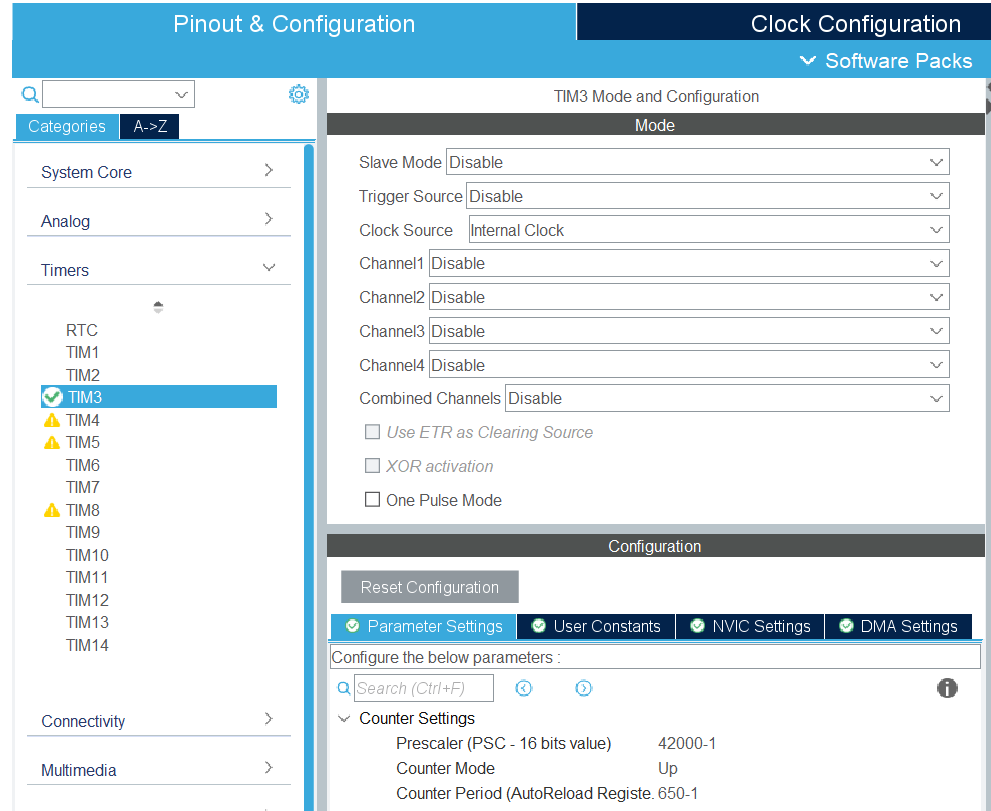 Pinout & Configuration
Clock Configuration
Software Packs
Categories
A->Z
System Core
Analog
Timers
RTC
TIM1
TIM2
TIM3
TIM4
TIM5
TIM6
TIM7
TIM8
TIM9
TIM10
TIM11
TIM12
TIM13
TIM14
Connectivity
Multimedia
TIM3 Mode and Configuration
Mode
Slave Mode Disable
Trigger Source Disable
Clock Source Internal Clock
Channel1 Disable
Channel2 Disable
Channel3 Disable
Channel4 Disable
Combined Channels Disable
Use ETR as Clearing Source
XOR activation
One Pulse Mode
Configuration
Reset Configuration
Parameter Settings
User Constants
NVIC Settings
DMA Settings
Configure the below parameters :
Search (Ctrl+F)
Counter Settings
Prescaler (PSC - 16 bits value) 42000-1
Counter Mode Up
Counter Period (AutoReload Registe. 650-1